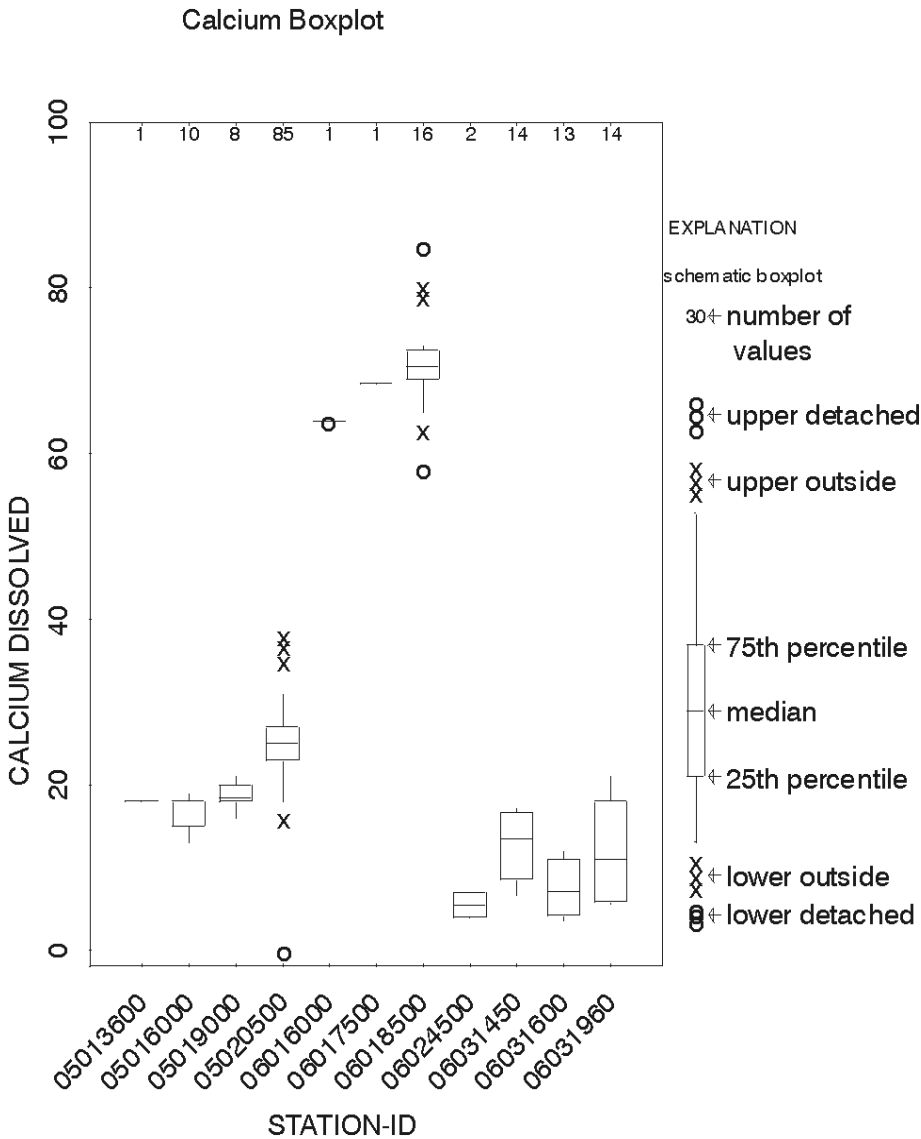 Calcium Boxplot
100
80
60
40
20
0
CALCIUM DISSOLVED
1 10 8 85 1 1 16 2 14 13 14
05013600
05016000
05019000
05020500
06016000
06017500
06018500
06024500
06031450
06031600
06031960
STATION-ID
EXPLANATION
schematic boxplot
30 number of
values
upper detached
upper outside
75th percentile
median
25th percentile
lower outside
lower detached